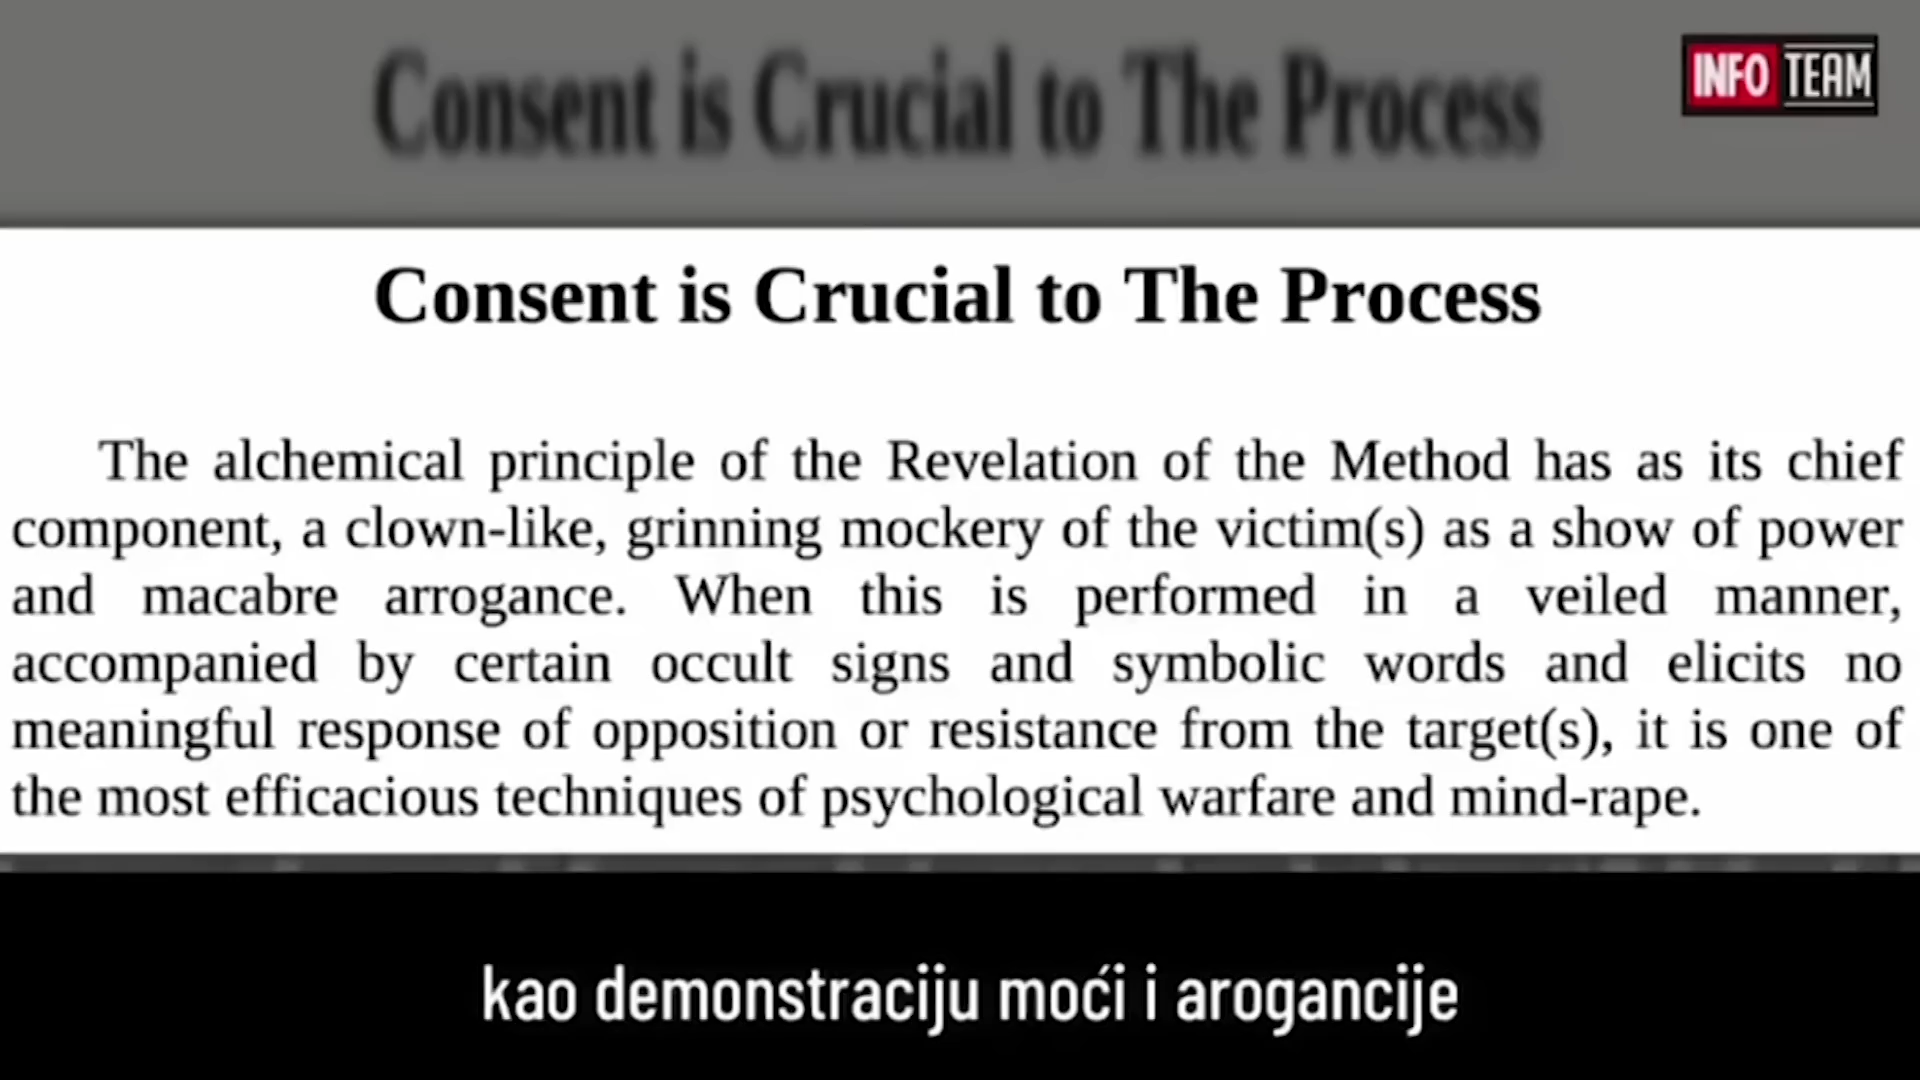 Consent is Crucial to The Process
INFO TEAM
Consent is Crucial to The Process
The alchemical principle of the Revelation of the Method has as its chief
component, a clown-like, grinning mockery of the victim(s) as a show of power
and macabre arrogance. When this is performed in a veiled manner,
accompanied by certain occult signs and symbolic words and elicits no
meaningful response of opposition or resistance from the target(s), it is one of
the most efficacious techniques of psychological warfare and mind-rape.
kao demonstraciju moći i arogancije